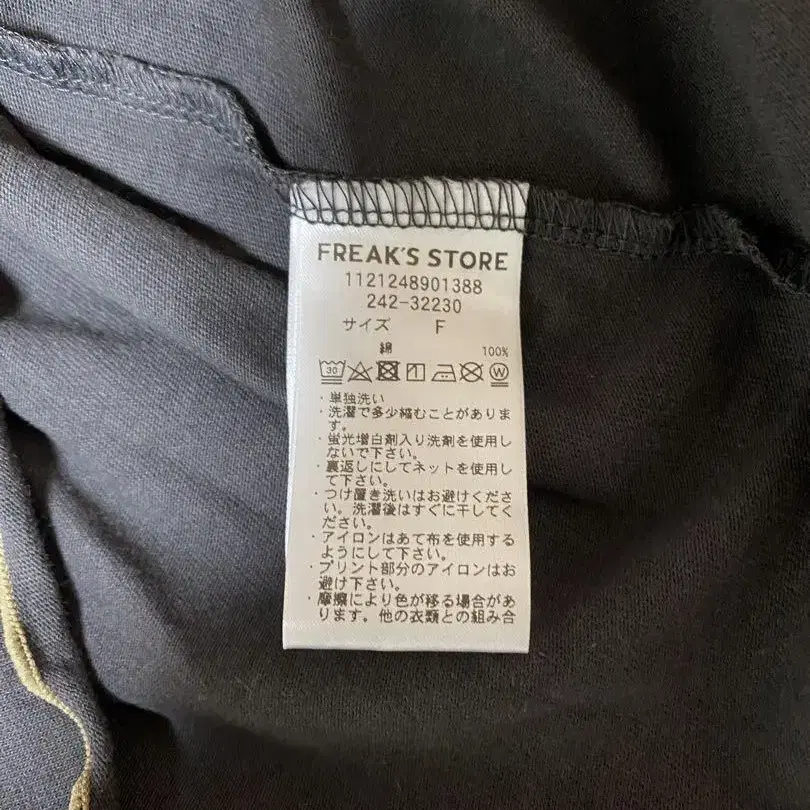 FREAK'S STORE
1121248901388
242-32230
サイズ F
綿 100%
30 W
・単独洗い
・洗濯で多少縮むことがありま
す。
・蛍光増白剤入り洗剤を使用し
ないで下さい。
・裏返しにしてネットを使用し
て下さい。
・つけ置き洗いはお避けくださ
い。洗濯後はすぐに干してく
ださい。
・アイロンはあて布を使用する
ようにして下さい。
・プリント部分のアイロンはお
避け下さい。
・摩擦により色が移る場合があ
ります。他の衣類との組み合